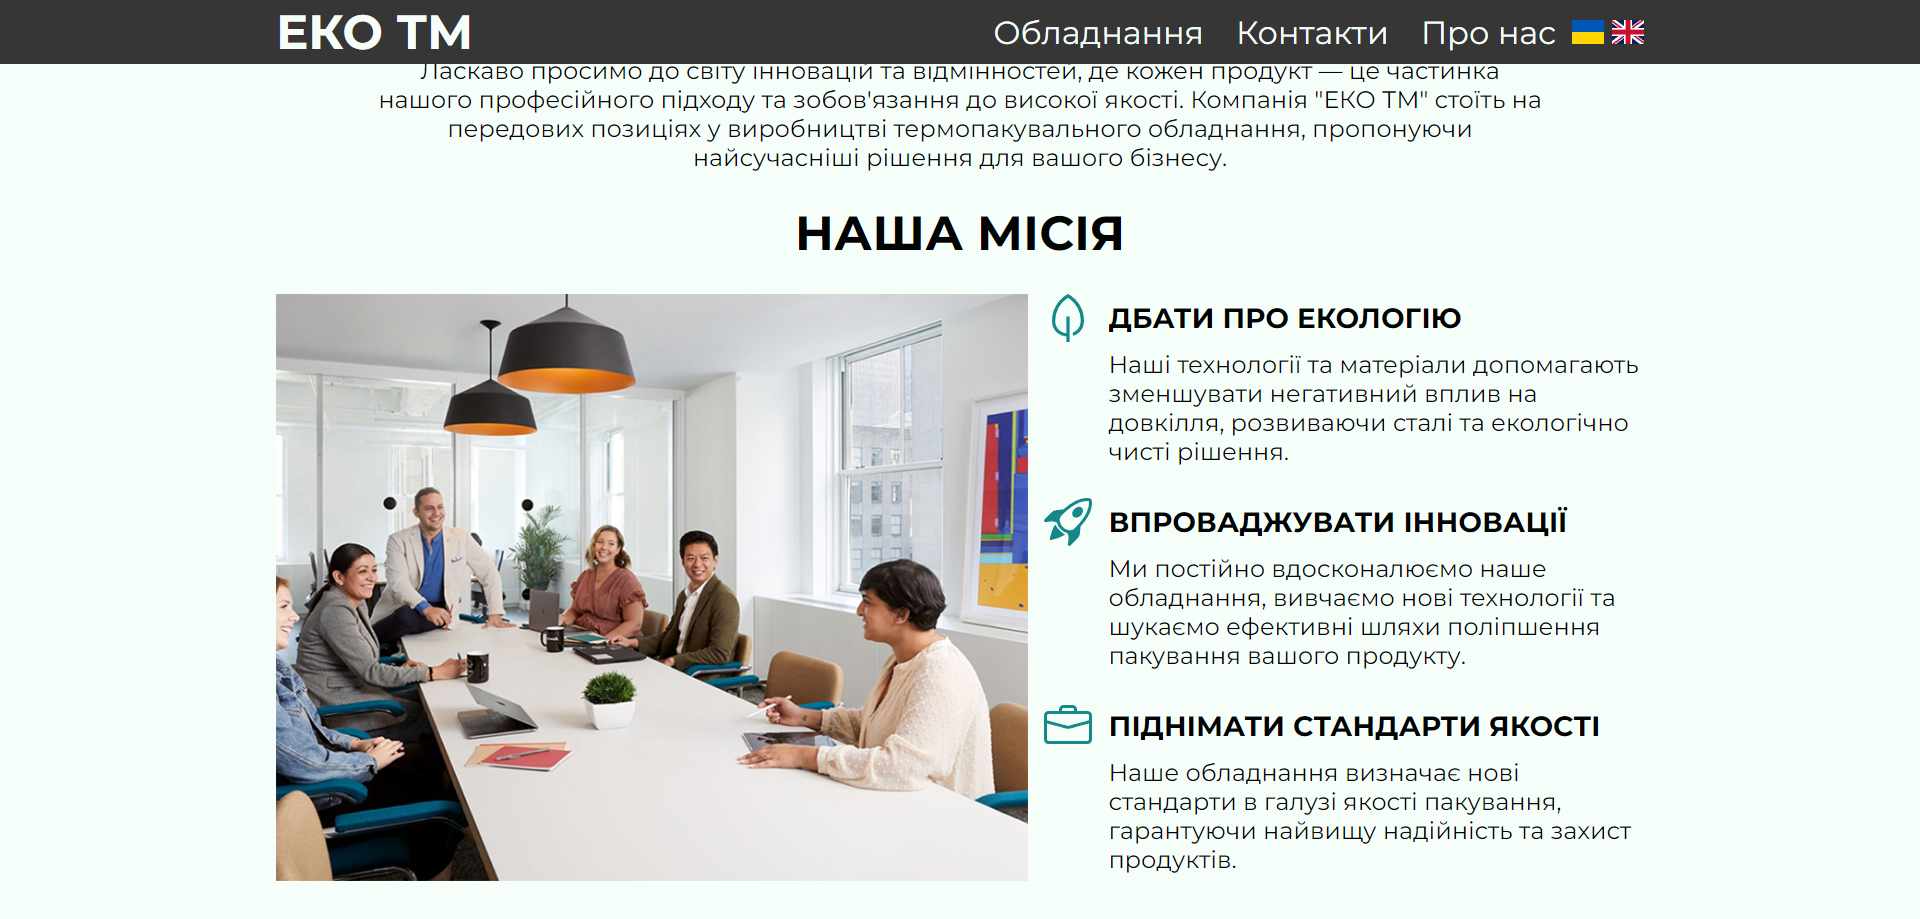 ЕКО ТМ
Обладнання Контакти Про нас
Ласкаво просимо до світу інновацій та відмінностей, де кожен продукт — це частинка
нашого професійного підходу та зобов'язання до високої якості. Компанія "ЕКО ТМ" стоїть на
передових позиціях у виробництві термопакувального обладнання, пропонуючи
найсучасніші рішення для вашого бізнесу.
НАША МІСІЯ
ДБАТИ ПРО ЕКОЛОГІЮ
Наші технології та матеріали допомагають
зменшувати негативний вплив на
довкілля, розвиваючи сталі та екологічно
чисті рішення.
ВПРОВАДЖУВАТИ ІННОВАЦІЇ
Ми постійно вдосконалюємо наше
обладнання, вивчаємо нові технології та
шукаємо ефективні шляхи поліпшення
пакування вашого продукту.
ПІДНІМАТИ СТАНДАРТИ ЯКОСТІ
Наше обладнання визначає нові
стандарти в галузі якості пакування,
гарантуючи найвищу надійність та захист
продуктів.